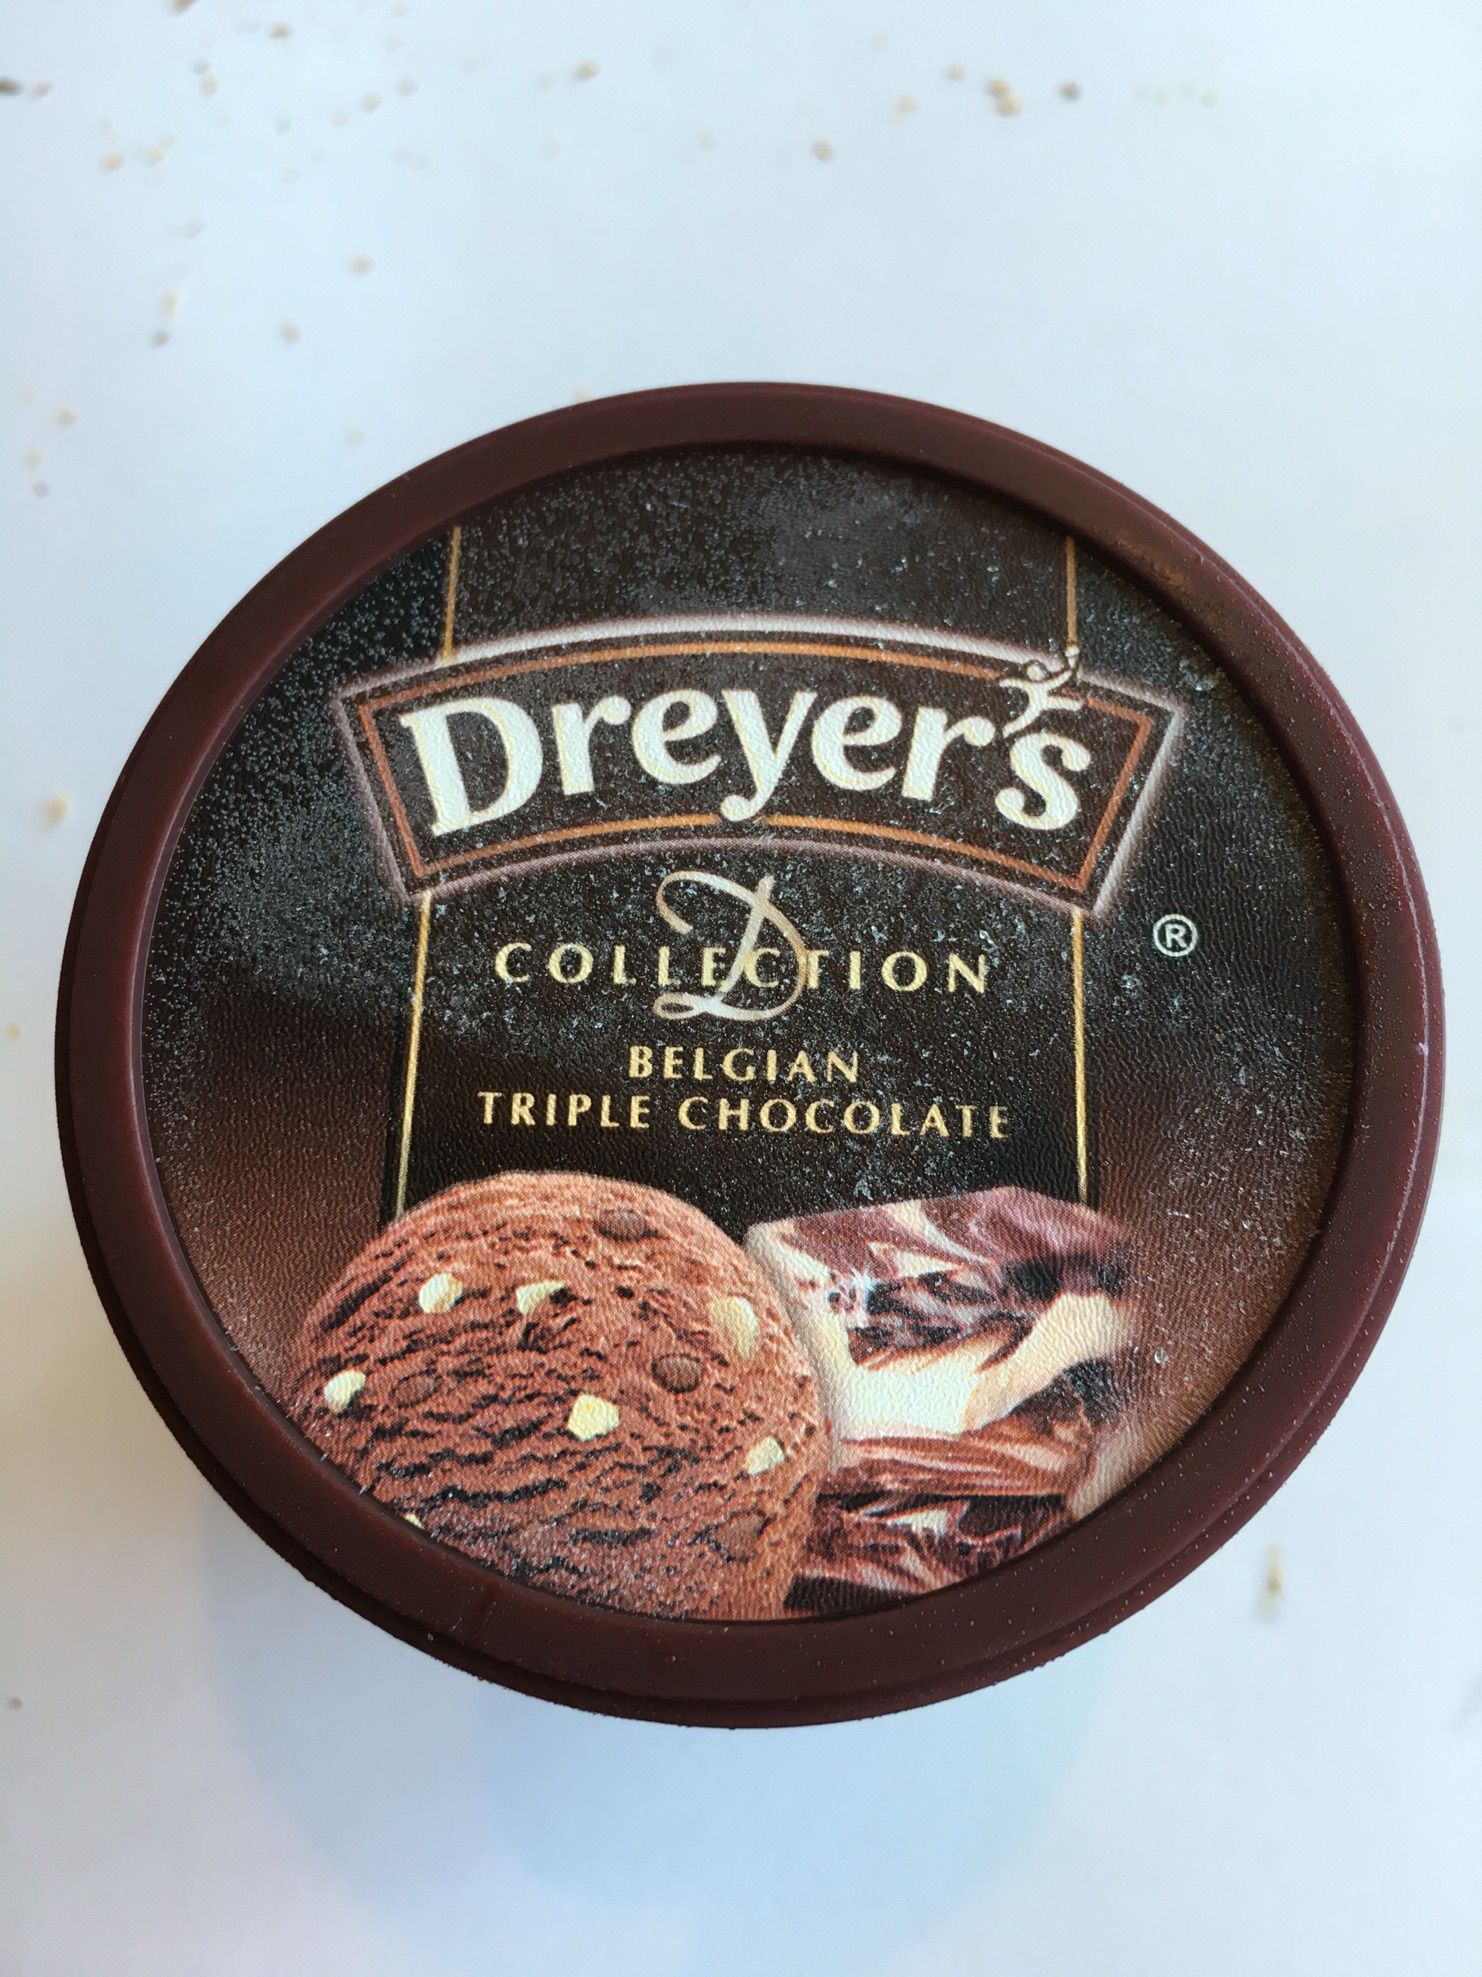 Dreyer's
D
COLLECTION
®
BELGIAN
TRIPLE CHOCOLATE